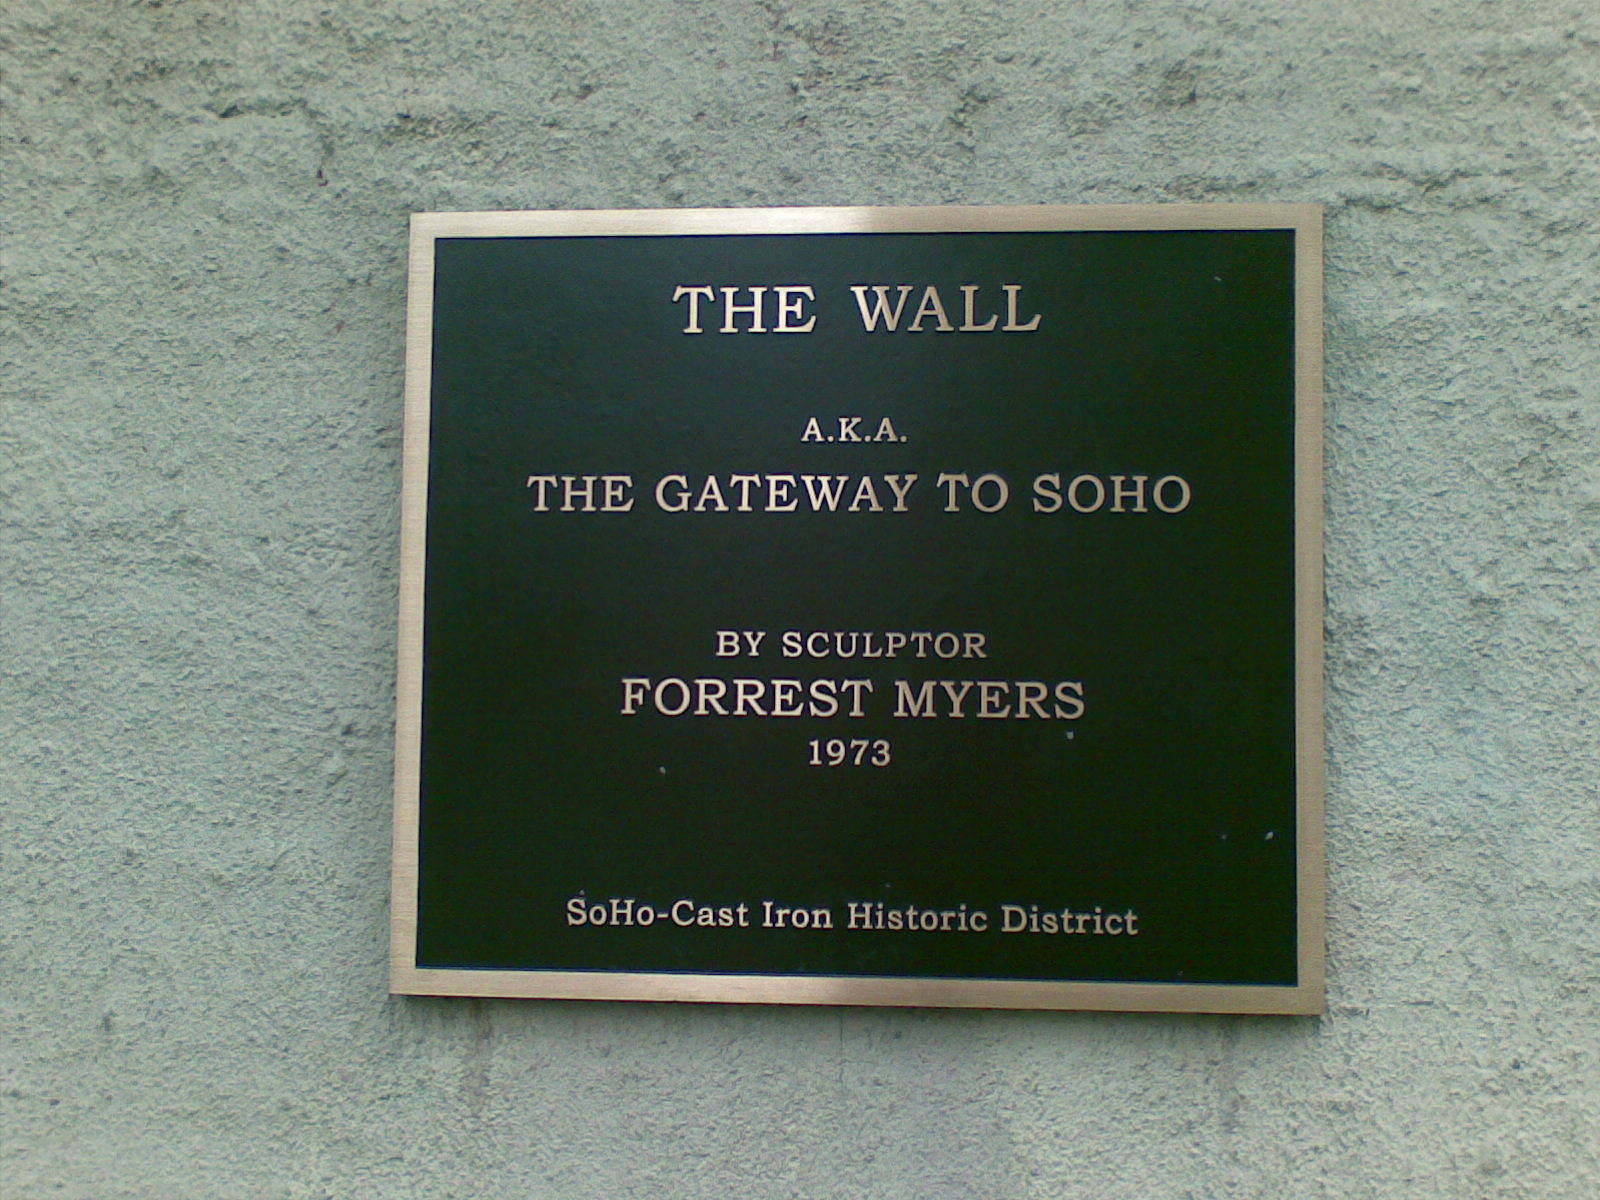 THE WALL
A.K.A.
THE GATEWAY TO SOHO
BY SCULPTOR
FORREST MYERS
1973
SoHo-Cast Iron Historic District